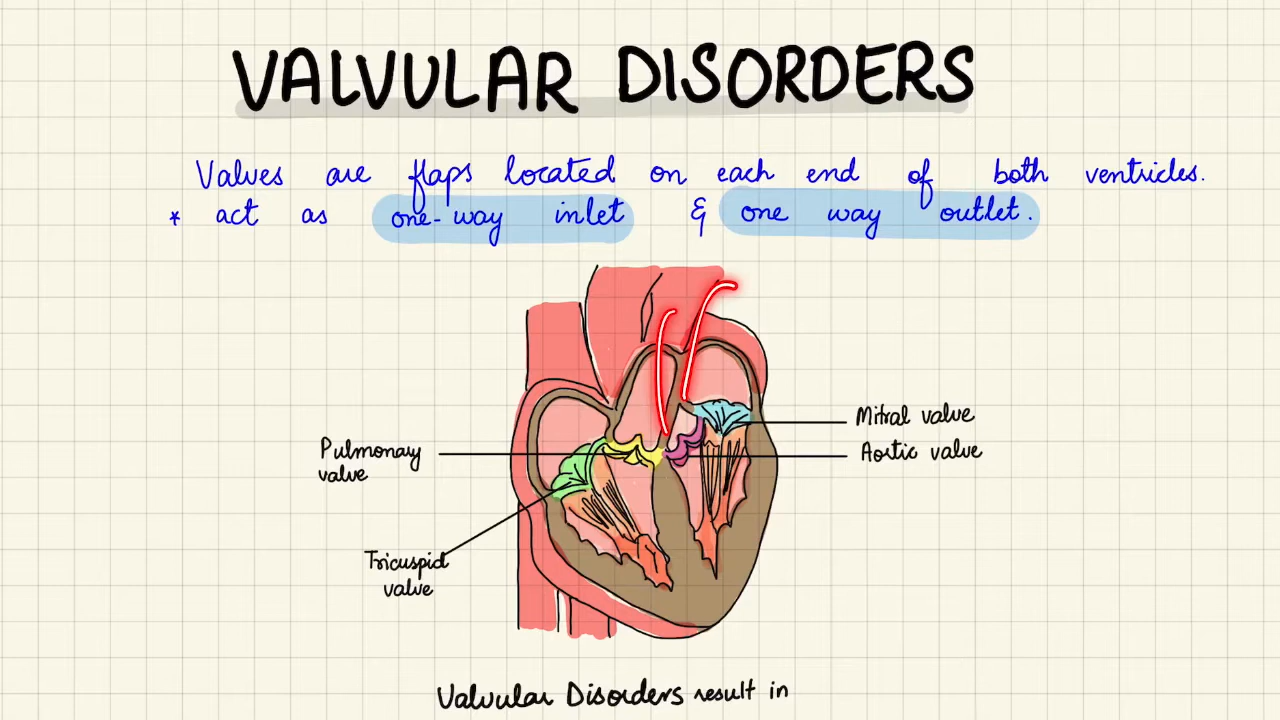 VALVULAR DISORDERS
Valves are flaps located on each end of both ventricles.
* act as one-way inlet & one way outlet.
Mitral valve
Pulmonary
valve
Aortic valve
Tricuspid
valve
Valvular Disorders result in